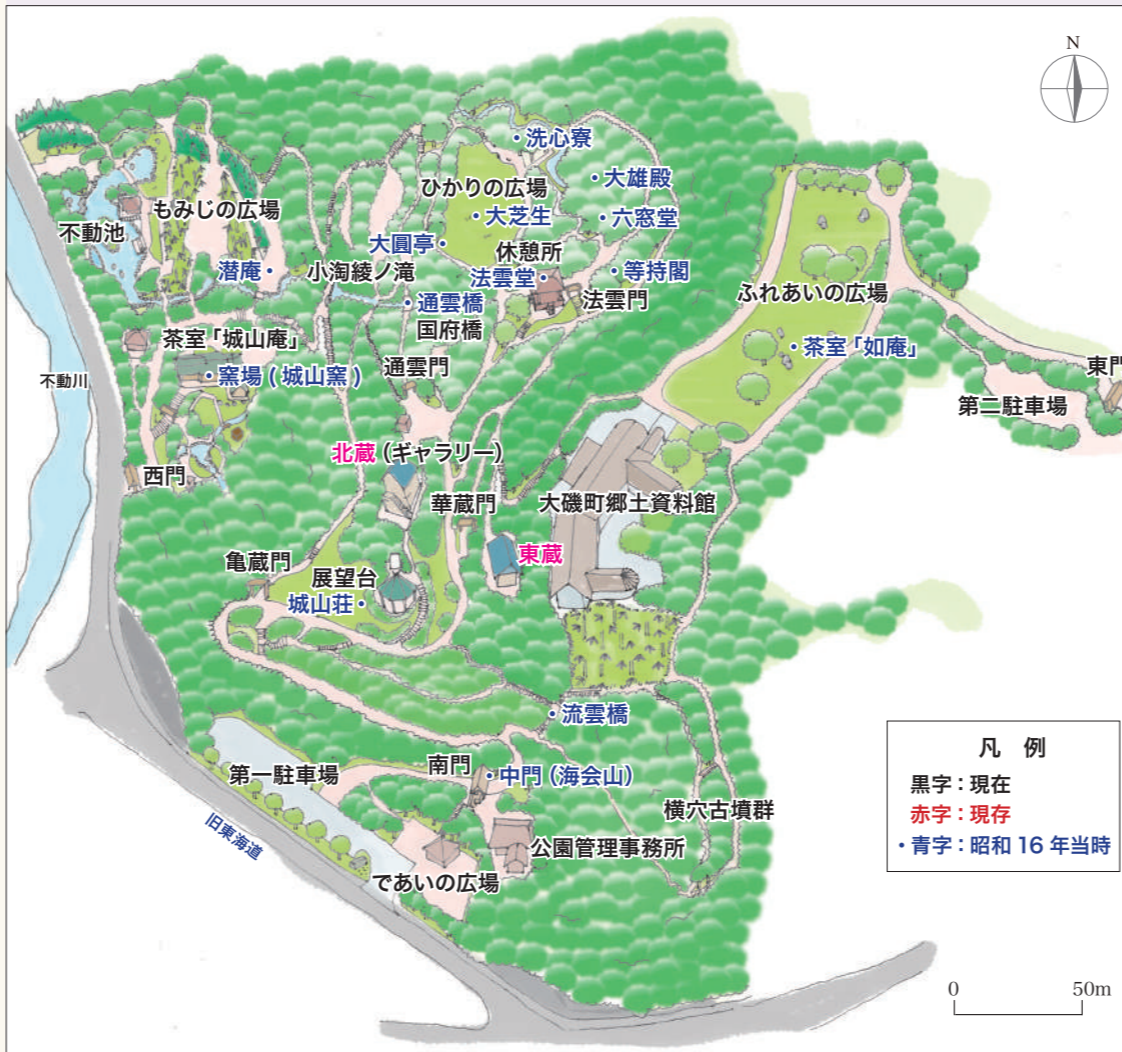 N
・洗心寮
・大雄殿
ひかりの広場
もみじの広場
・大芝生
・六窓堂
不動池
大圓亭・
休憩所
潜庵・
小淘綾ノ滝
法雲堂・
・等持閣
ふれあいの広場
・通雲橋
法雲門
国府橋
茶室「城山庵」
・茶室「如庵」
通雲門
東門
不動川
・窯場（城山窯）
第二駐車場
北蔵（ギャラリー）
西門
華蔵門
大磯町郷土資料館
東蔵
亀蔵門
展望台
城山荘・
・流雲橋
南門
第一駐車場
・中門（海会山）
横穴古墳群
旧東海道
公園管理事務所
であいの広場
凡 例
黒字：現在
赤字：現存
・青字：昭和 16 年当時
0 50m